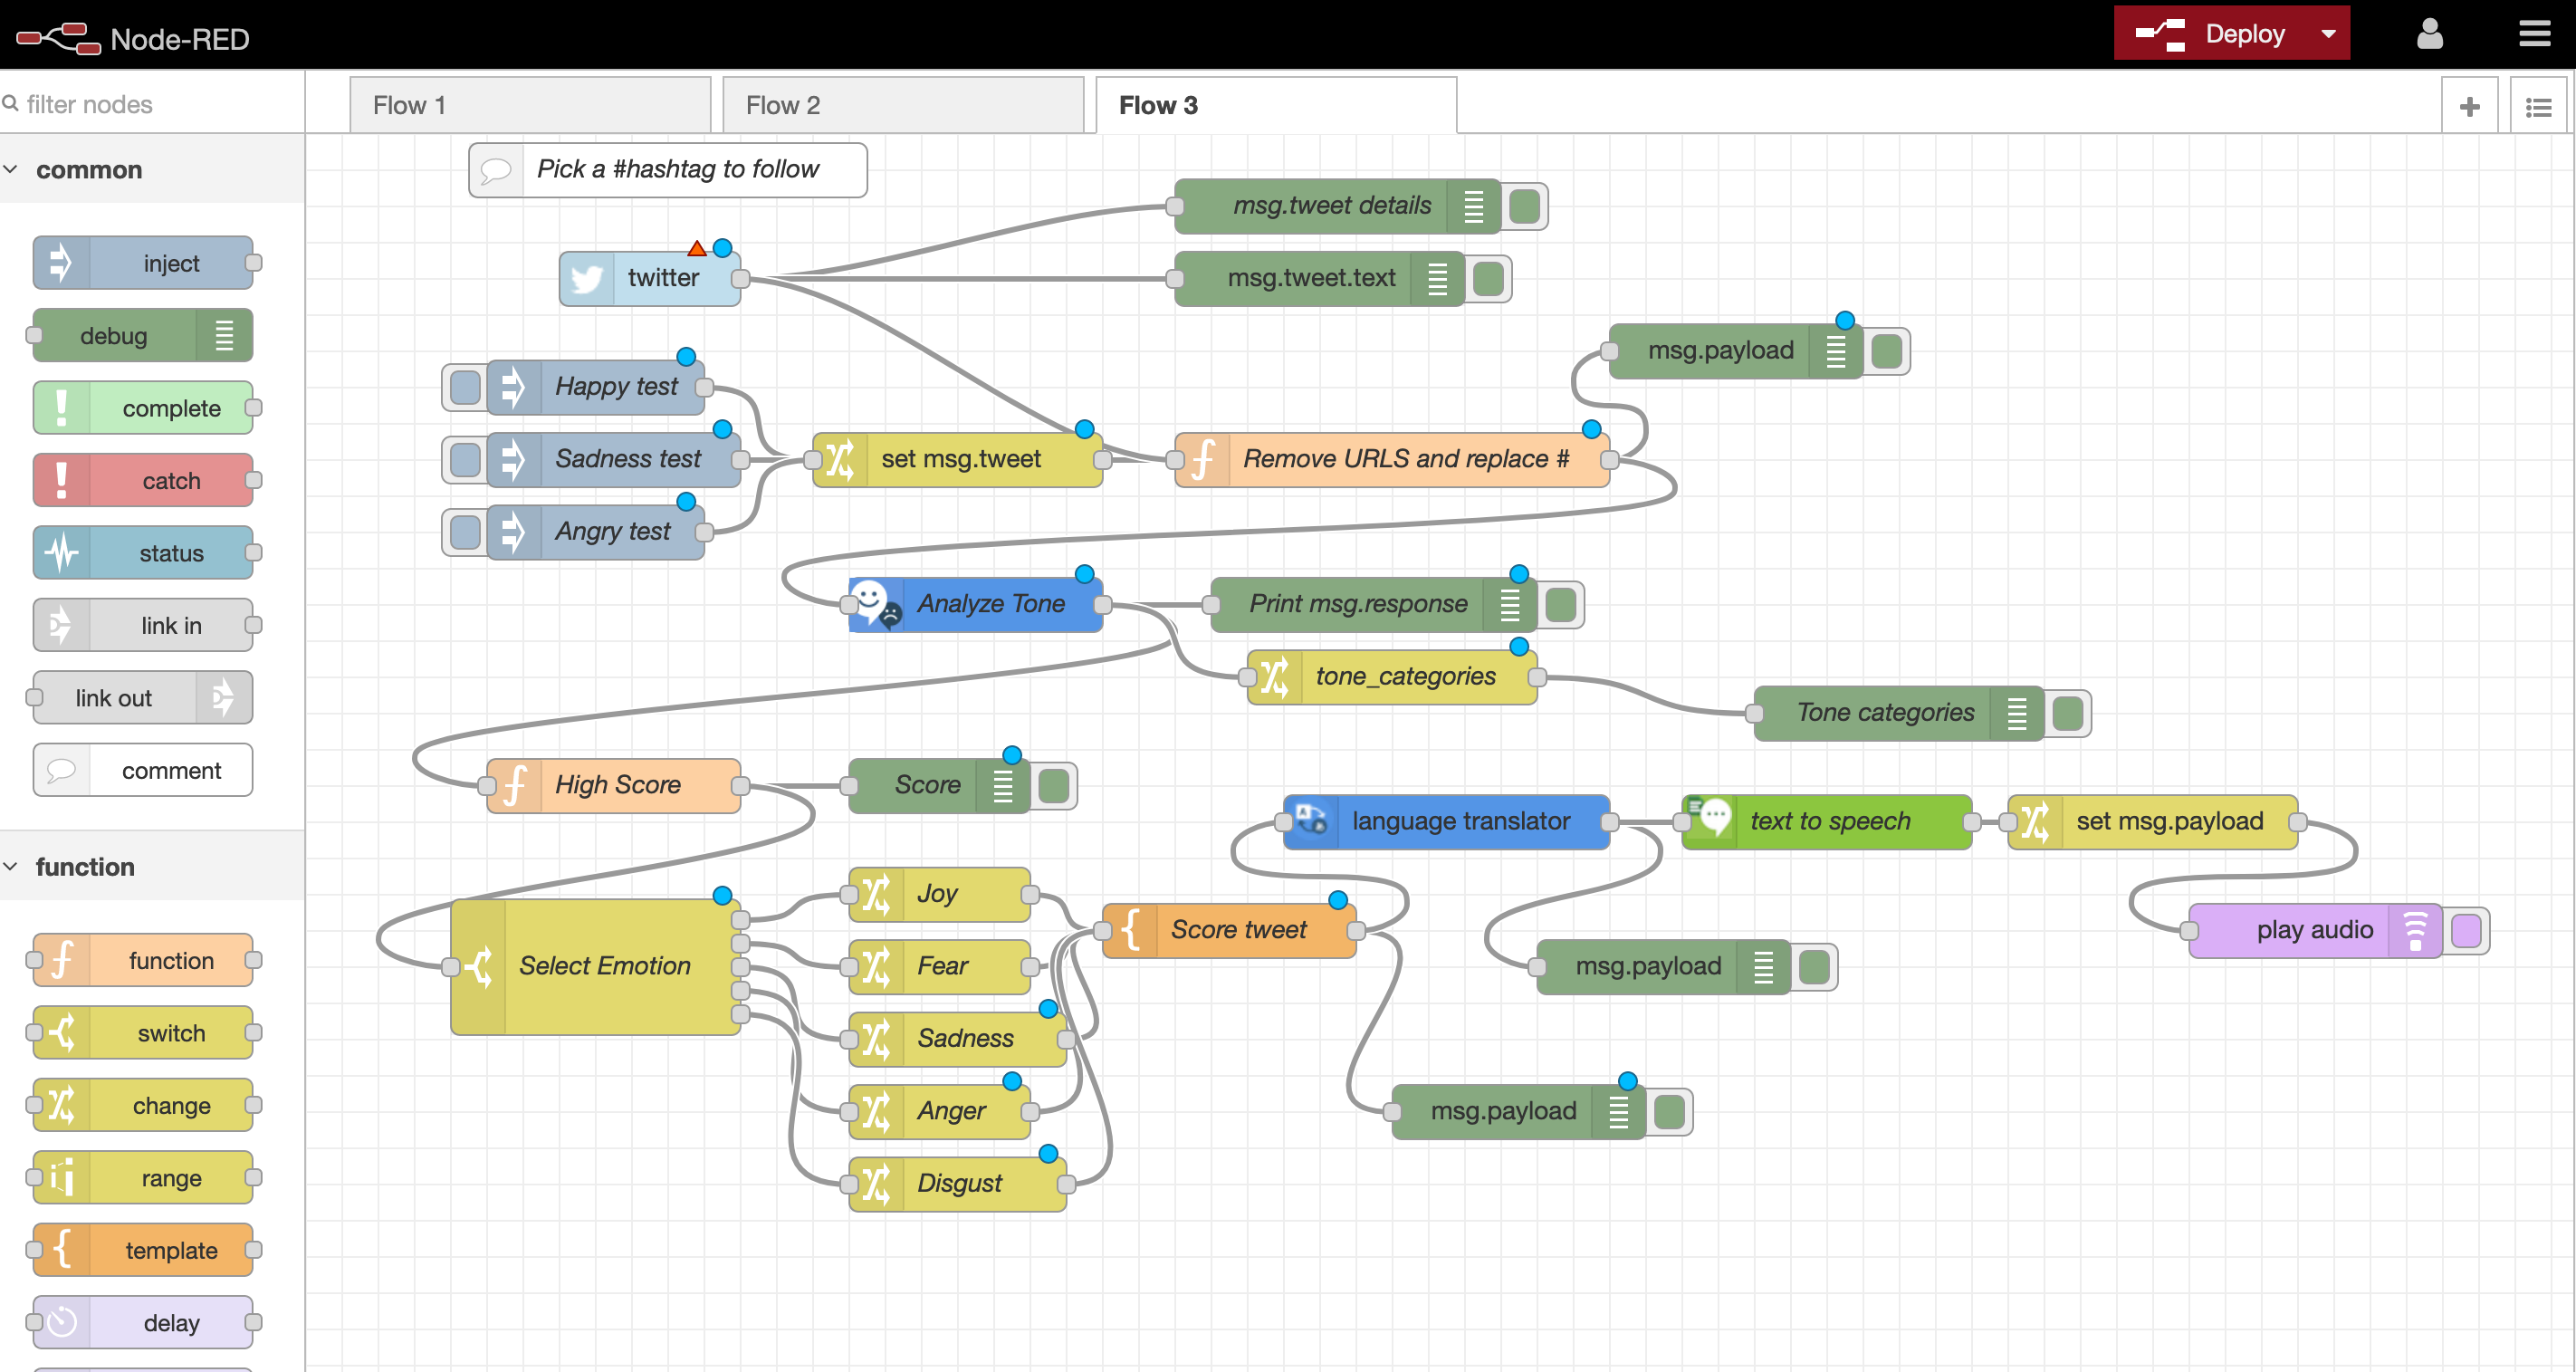 Node-RED
Deploy
filter nodes
Flow 1
Flow 2
Flow 3
common
inject
debug
complete
catch
status
link in
link out
comment
function
function
switch
change
range
template
delay
Pick a #hashtag to follow
msg.tweet details
twitter
msg.tweet.text
msg.payload
Happy test
Sadness test
set msg.tweet
Remove URLS and replace #
Angry test
Analyze Tone
Print msg.response
tone_categories
Tone categories
High Score
Score
language translator
text to speech
set msg.payload
Joy
Score tweet
play audio
Select Emotion
Fear
msg.payload
Sadness
Anger
msg.payload
Disgust